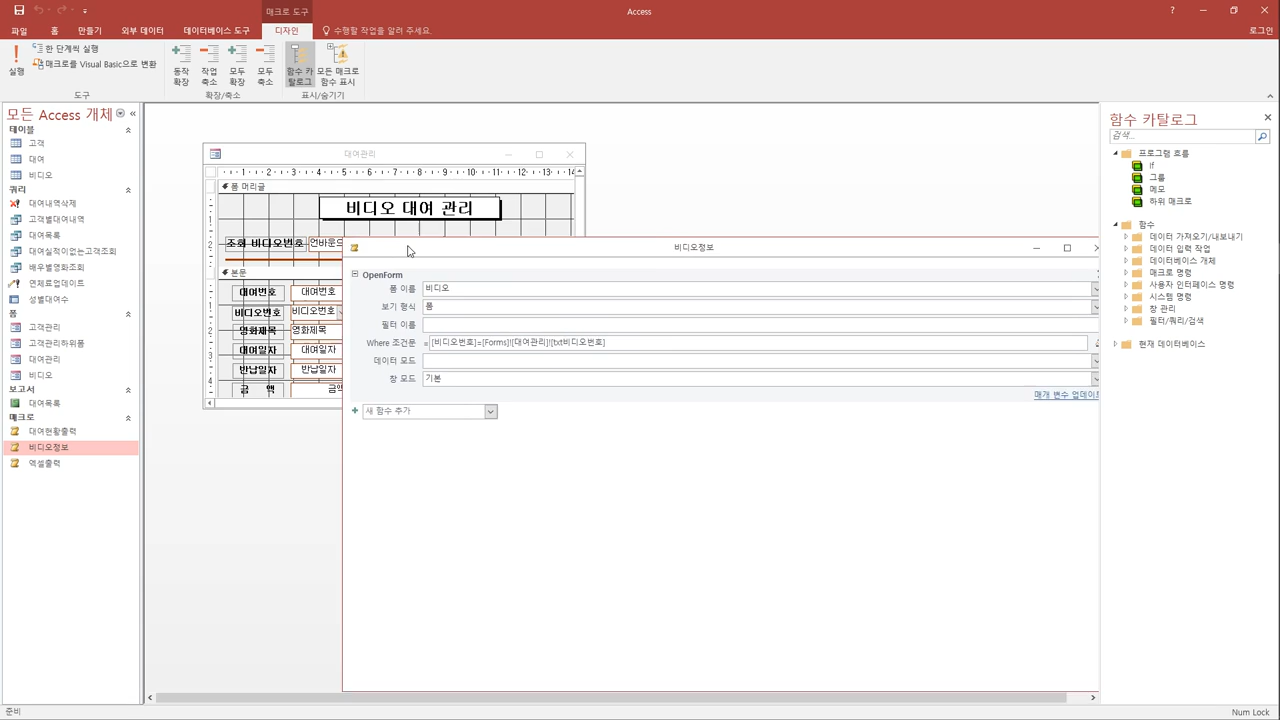 매크로 도구
Access
?
파일
홈
만들기
외부 데이터
데이터베이스 도구
디자인
수행할 작업을 알려 주세요.
로그인
실행
한 단계씩 실행
매크로를 Visual Basic으로 변환
동작 확장
작업 축소
모두 확장
모두 축소
함수 카탈로그
모든 매크로 함수 표시
도구
확장/축소
표시/숨기기
모든 Access 개체
테이블
고객
대여
비디오
쿼리
대여내역삭제
고객별대여내역
대여목록
대여실적이없는고객조회
배우별영화조회
연체료업데이트
성별대여수
폼
고객관리
고객관리하위폼
대여관리
비디오
보고서
대여목록
매크로
대여현황출력
비디오정보
엑셀출력
대여관리
폼 머리글
비디오 대여 관리
조회 비디오번호
언바운드
본문
대여번호 대여번호
비디오번호 비디오번호
영화제목 영화제목
대여일자 대여일자
반납일자 반납일자
금 액 금액
비디오정보
OpenForm
폼 이름 비디오
보기 형식 폼
필터 이름
Where 조건문 =[비디오번호]=[Forms]![대여관리]![txt비디오번호]
데이터 모드
창 모드 기본
매개 변수 업데이트
새 함수 추가
함수 카탈로그
검색...
프로그램 흐름
If
그룹
메모
하위 매크로
함수
데이터 가져오기/내보내기
데이터 입력 작업
데이터베이스 개체
매크로 명령
사용자 인터페이스 명령
시스템 명령
창 관리
필터/쿼리/검색
현재 데이터베이스
준비
Num Lock